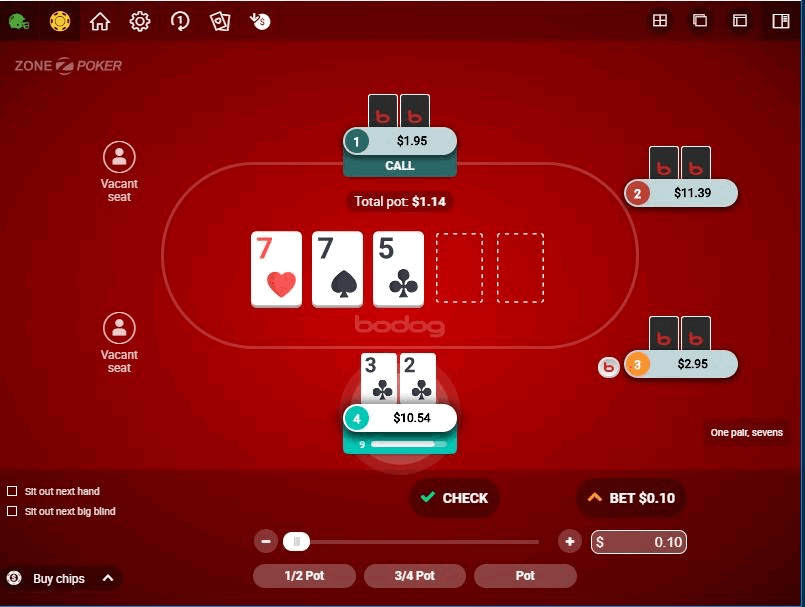 ZONE POKER
b b
1 $1.95
CALL
b b
2 $11.39
Vacant
seat
Total pot: $1.14
7 7 5
bodog
Vacant
seat
b b
b 3 $2.95
3 2
4 $10.54
9
One pair, sevens
Sit out next hand
Sit out next big blind
CHECK
BET $0.10
$ 0.10
Buy chips
1/2 Pot
3/4 Pot
Pot